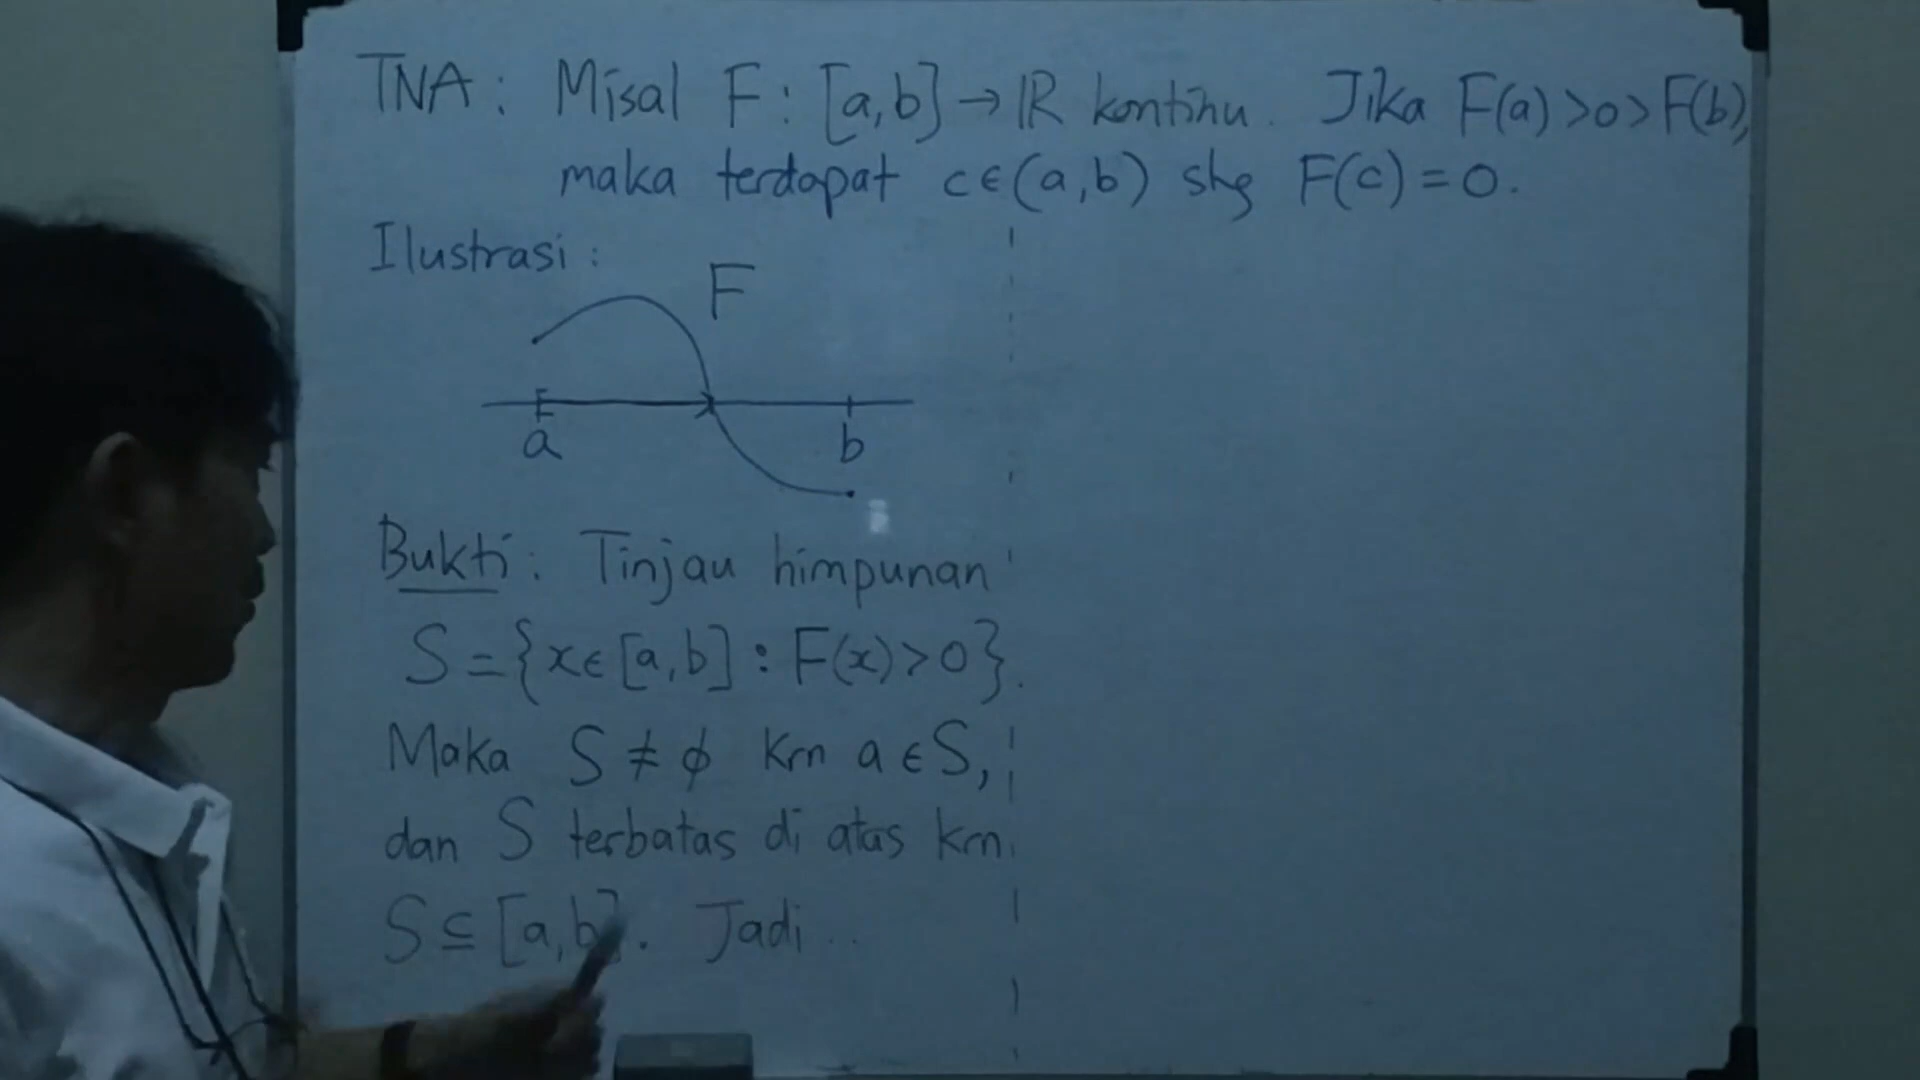 TNA : Misal F : [a,b] → ℝ kontinu. Jika F(a)>0>F(b),
maka terdapat c∈(a,b) shg F(c)=0.
Ilustrasi :
F
a b
Bukti : Tinjau himpunan
S={x∈[a,b] : F(x)>0}.
Maka S ≠ ϕ krn a ∈ S,
dan S terbatas di atas krn
S ⊆ [a,b]. Jadi ..